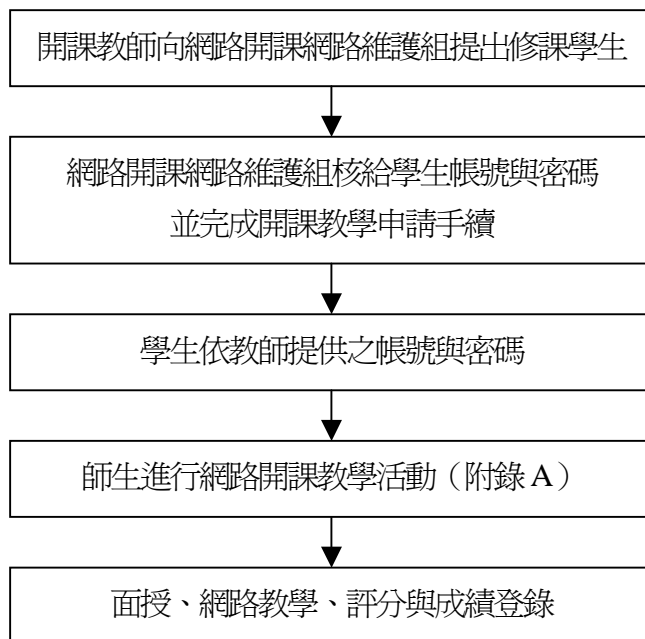 開課教師向網路開課網路維護組提出修課學生
網路開課網路維護組核給學生帳號與密碼
並完成開課教學申請手續
學生依教師提供之帳號與密碼
師生進行網路開課教學活動（附錄 A）
面授、網路教學、評分與成績登錄